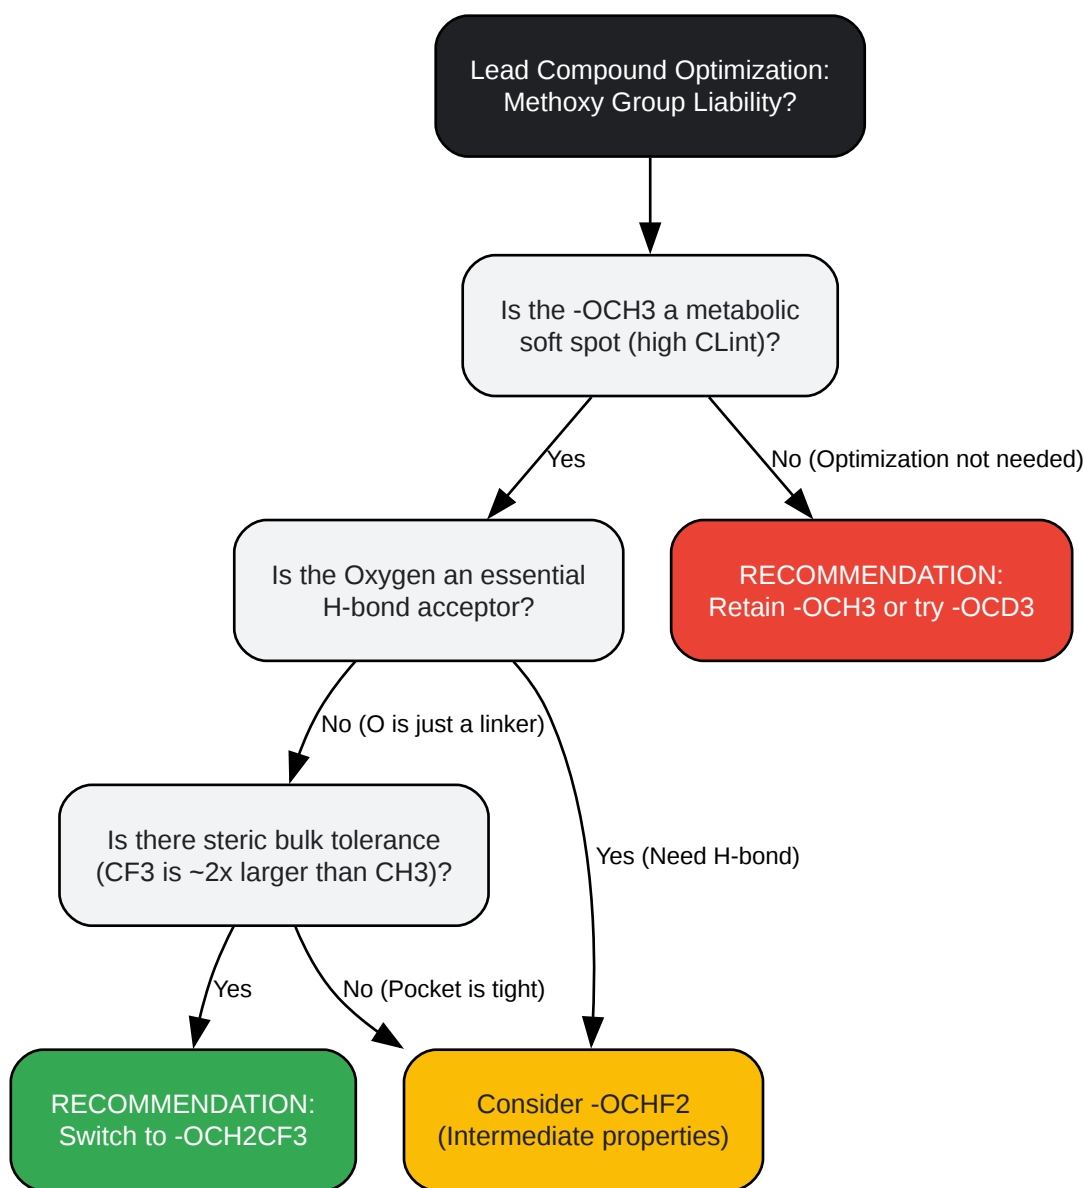 Lead Compound Optimization:
Methoxy Group Liability?
Is the -OCH3 a metabolic
soft spot (high CLint)?
Yes
No (Optimization not needed)
Is the Oxygen an essential
H-bond acceptor?
RECOMMENDATION:
Retain -OCH3 or try -OCD3
No (O is just a linker)
Is there steric bulk tolerance
(CF3 is ~2x larger than CH3)?
Yes (Need H-bond)
Yes
No (Pocket is tight)
RECOMMENDATION:
Switch to -OCH2CF3
Consider -OCHF2
(Intermediate properties)